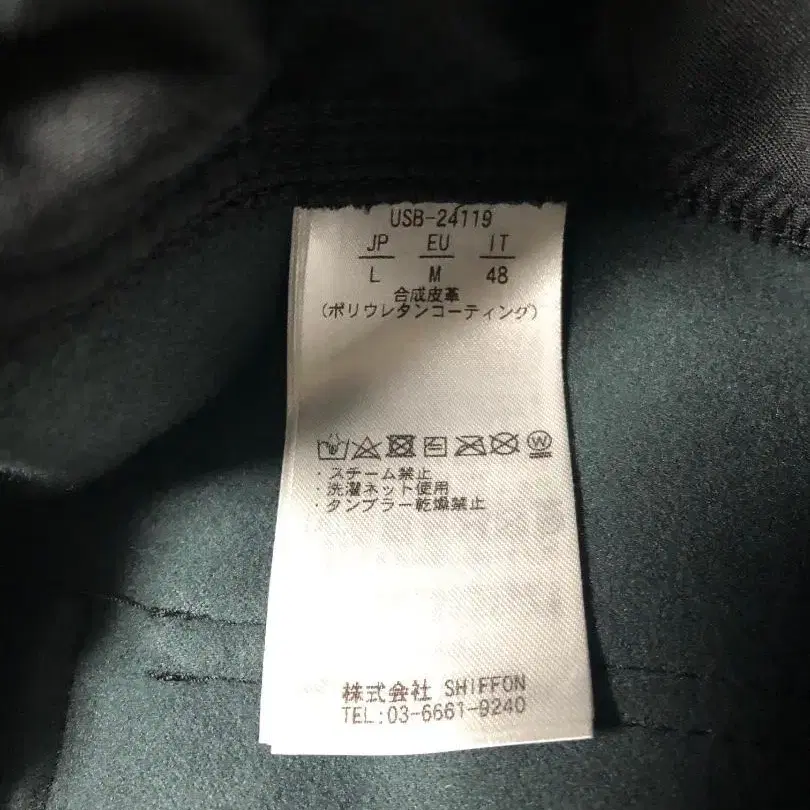 USB-24119
JP EU IT
L M 48
合成皮革
(ポリウレタンコーティング)
W
・スチーム禁止
・洗濯ネット使用
・タンブラー乾燥禁止
株式会社 SHIFFON
TEL:03-6661-9240